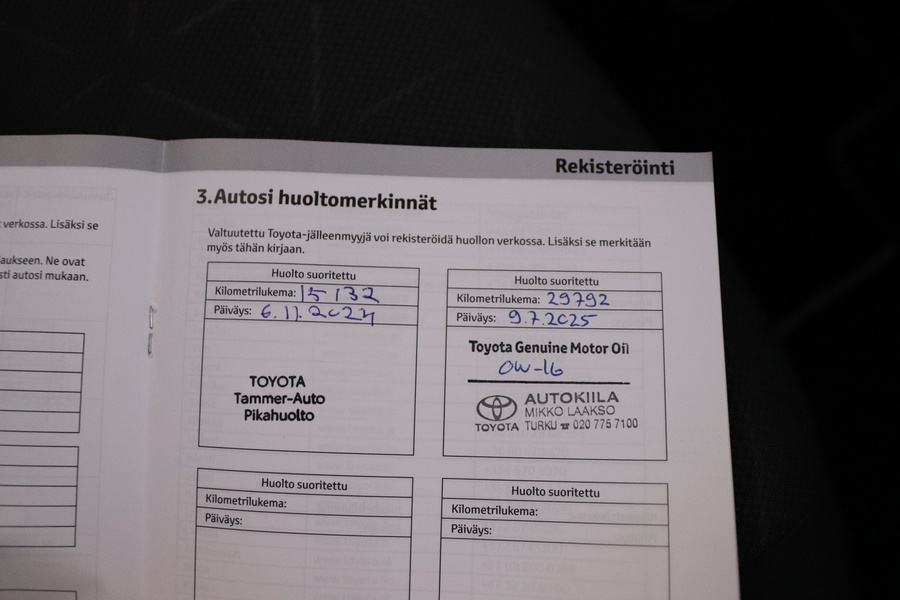 verkossa. Lisäksi se
laukseen. Ne ovat
sti autosi mukaan.
Rekisteröinti
3.Autosi huoltomerkinnät
Valtuutettu Toyota-jälleenmyyjä voi rekisteröidä huollon verkossa. Lisäksi se merkitään
myös tähän kirjaan.
Huolto suoritettu
Kilometrilukema: 15 132
Päiväys: 6.11.2024
TOYOTA
Tammer-Auto
Pikahuolto
Huolto suoritettu
Kilometrilukema: 29792
Päiväys: 9.7.2025
Toyota Genuine Motor Oil
0W-16
AUTOKIILA
MIKKO LAAKSO
TOYOTA TURKU ☎ 020 775 7100
Huolto suoritettu
Kilometrilukema:
Päiväys:
Huolto suoritettu
Kilometrilukema:
Päiväys: